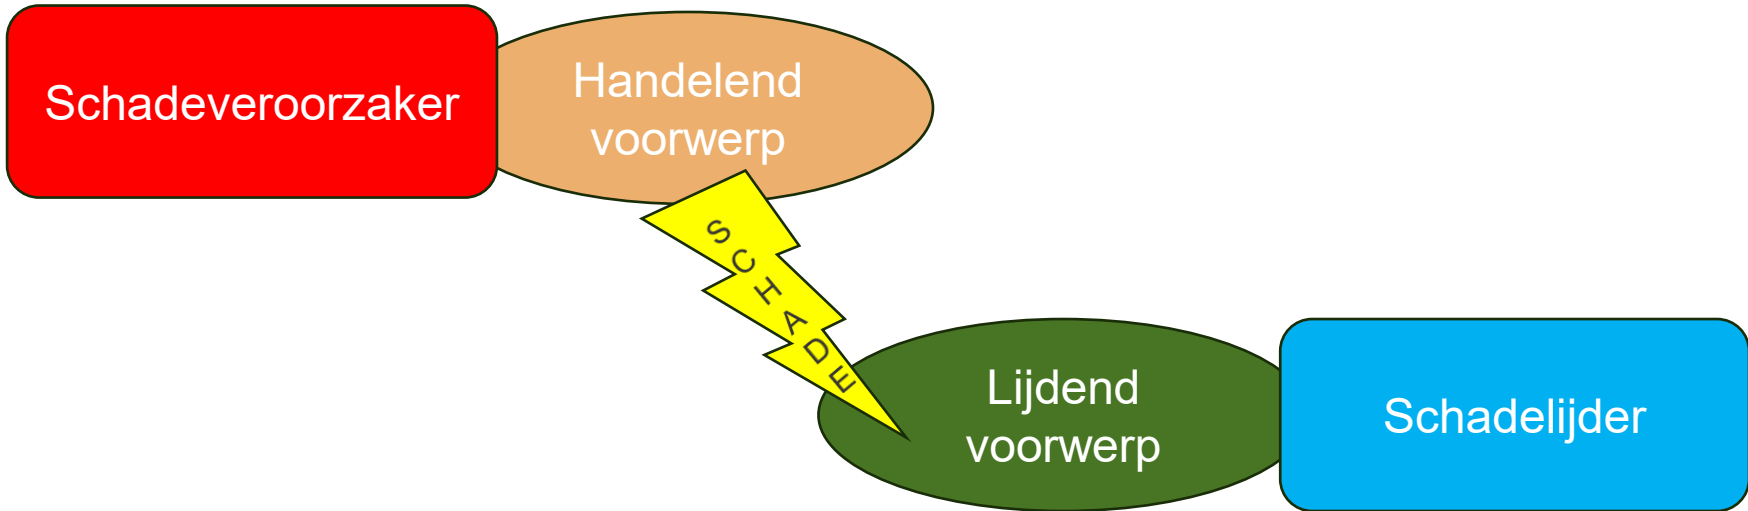 Schadeveroorzaker
Handelend
voorwerp
SCHADE
Lijdend
voorwerp
Schadelijder